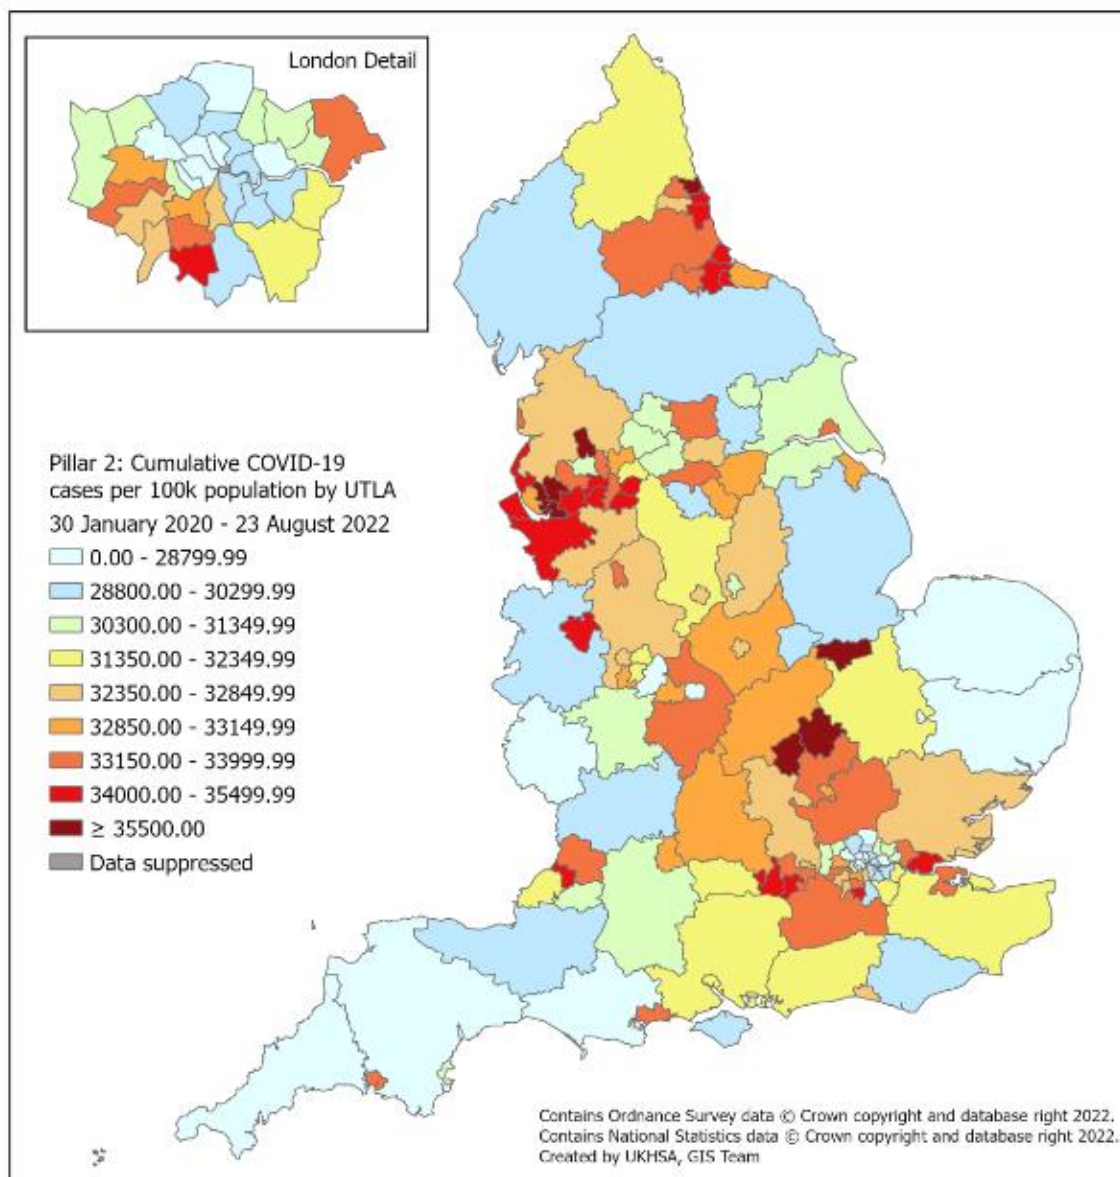 London Detail
Pillar 2: Cumulative COVID-19
cases per 100k population by UTLA
30 January 2020 - 23 August 2022
0.00 - 28799.99
28800.00 - 30299.99
30300.00 - 31349.99
31350.00 - 32349.99
32350.00 - 32849.99
32850.00 - 33149.99
33150.00 - 33999.99
34000.00 - 35499.99
≥ 35500.00
Data suppressed
Contains Ordnance Survey data © Crown copyright and database right 2022.
Contains National Statistics data © Crown copyright and database right 2022.
Created by UKHSA, GIS Team